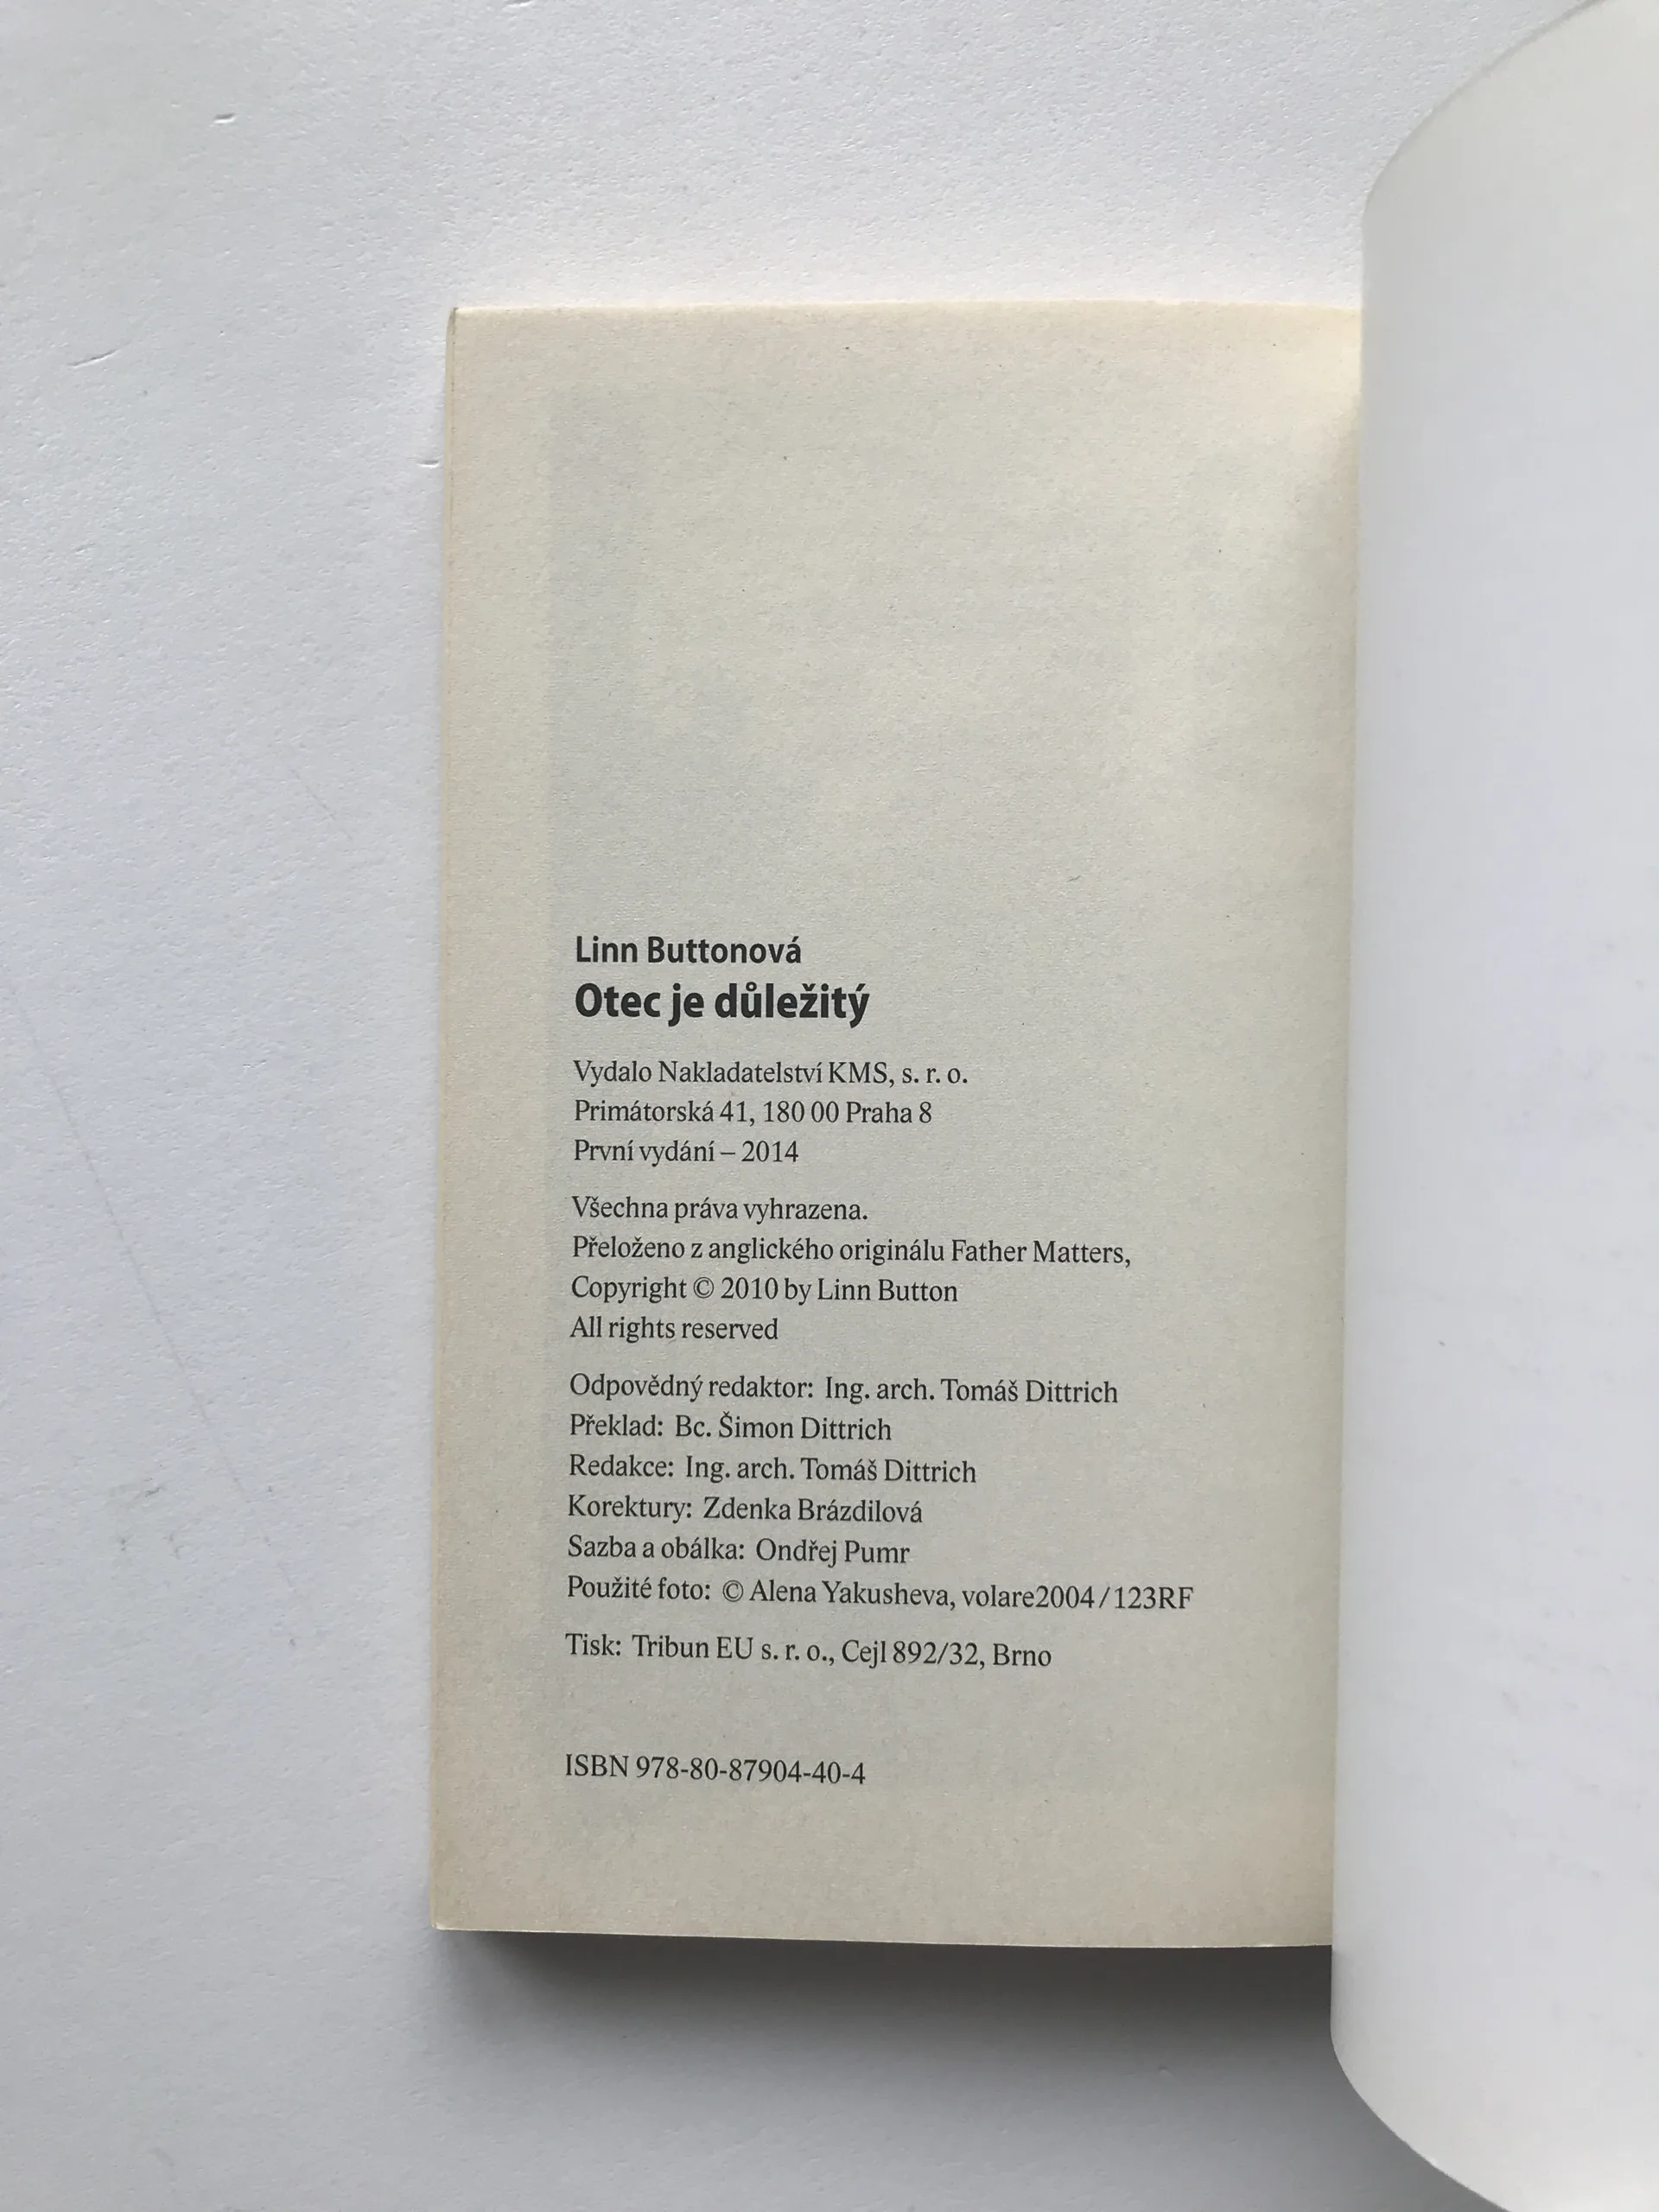 Linn Buttonová
Otec je důležitý
Vydalo Nakladatelství KMS, s. r. o.
Primátorská 41, 180 00 Praha 8
První vydání – 2014
Všechna práva vyhrazena.
Přeloženo z anglického originálu Father Matters,
Copyright © 2010 by Linn Button
All rights reserved
Odpovědný redaktor: Ing. arch. Tomáš Dittrich
Překlad: Bc. Šimon Dittrich
Redakce: Ing. arch. Tomáš Dittrich
Korektury: Zdenka Brázdilová
Sazba a obálka: Ondřej Pumr
Použité foto: © Alena Yakusheva, volare2004 / 123RF
Tisk: Tribun EU s. r. o., Cejl 892/32, Brno
ISBN 978-80-87904-40-4